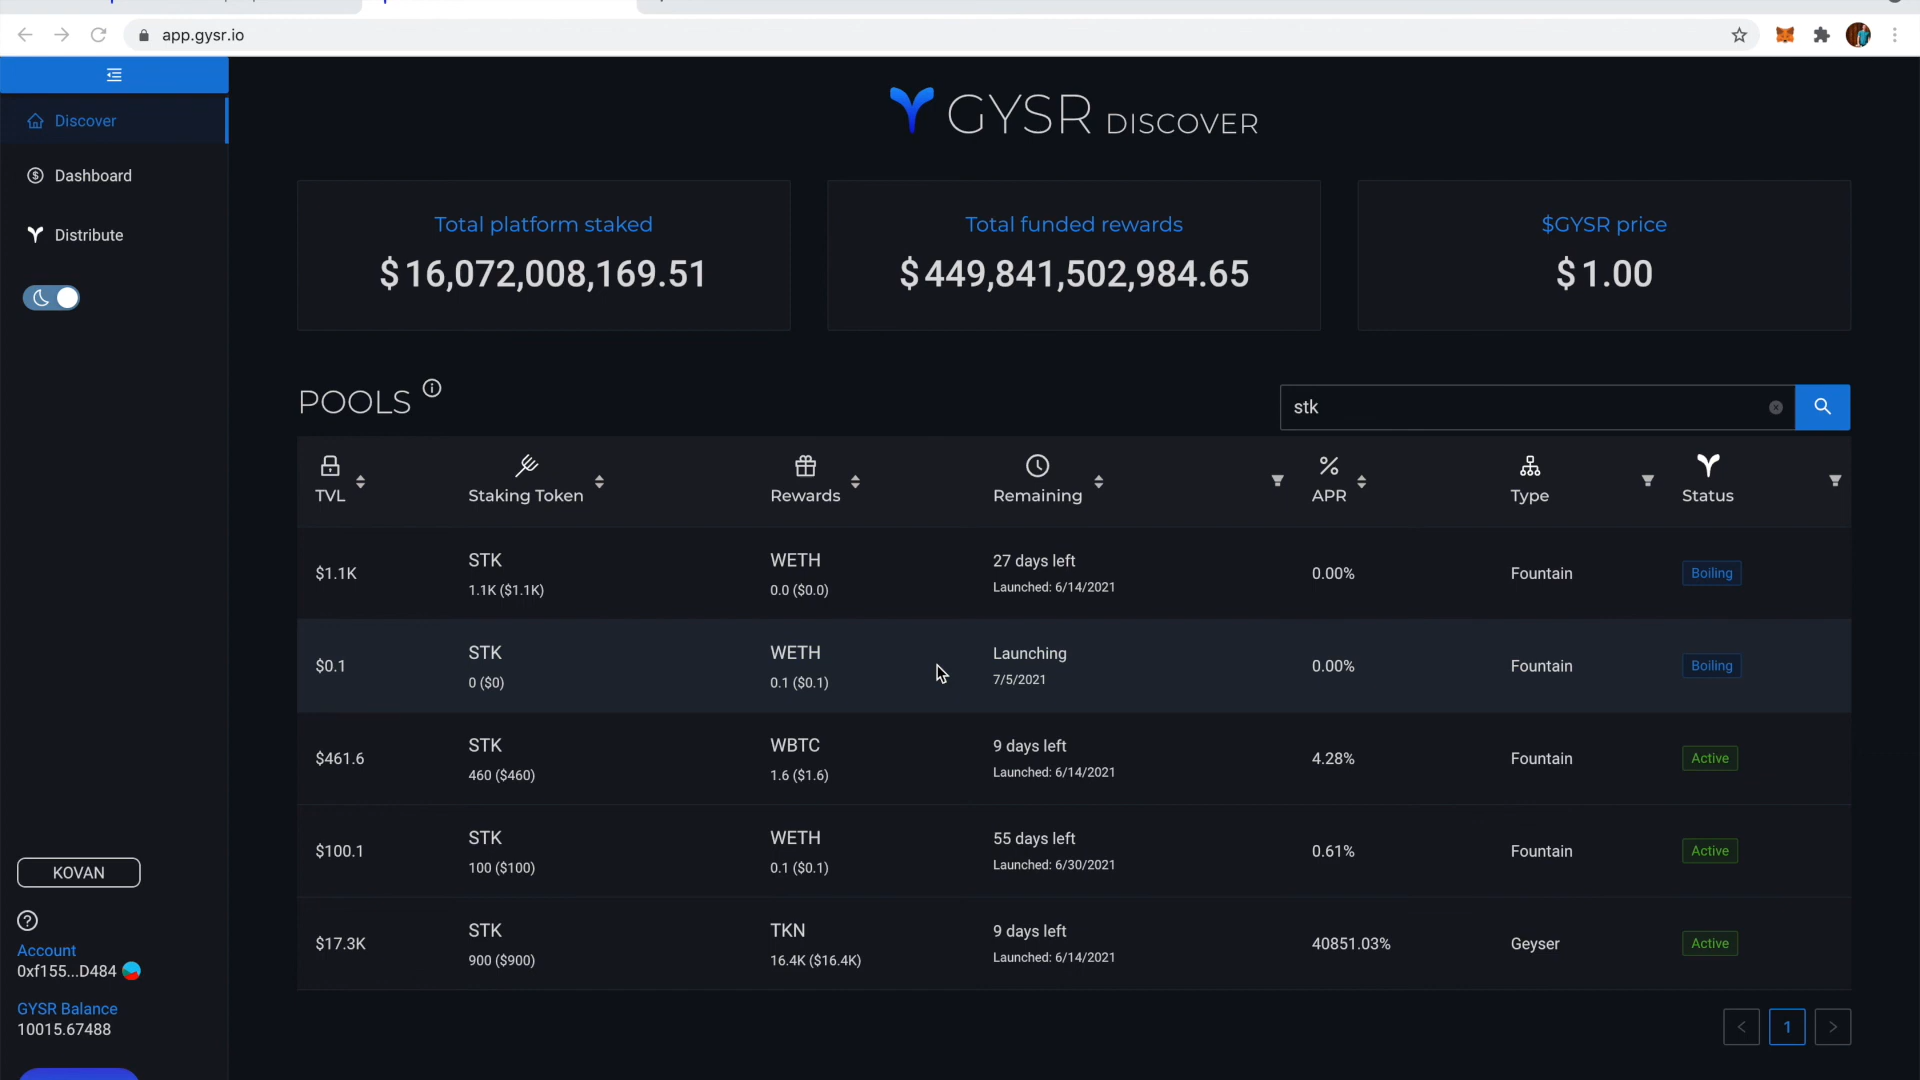 app.gysr.io
Discover
Dashboard
Distribute
KOVAN
Account
0xf155...D484
GYSR Balance
10015.67488
GYSR DISCOVER
Total platform staked
$16,072,008,169.51
Total funded rewards
$449,841,502,984.65
$GYSR price
$1.00
POOLS
stk
TVL Staking Token Rewards Remaining APR Type Status
$1.1K STK 1.1K ($1.1K) WETH 0.0 ($0.0) 27 days left Launched: 6/14/2021 0.00% Fountain Boiling
$0.1 STK 0 ($0) WETH 0.1 ($0.1) Launching 7/5/2021 0.00% Fountain Boiling
$461.6 STK 460 ($460) WBTC 1.6 ($1.6) 9 days left Launched: 6/14/2021 4.28% Fountain Active
$100.1 STK 100 ($100) WETH 0.1 ($0.1) 55 days left Launched: 6/30/2021 0.61% Fountain Active
$17.3K STK 900 ($900) TKN 16.4K ($16.4K) 9 days left Launched: 6/14/2021 40851.03% Geyser Active
< 1 >